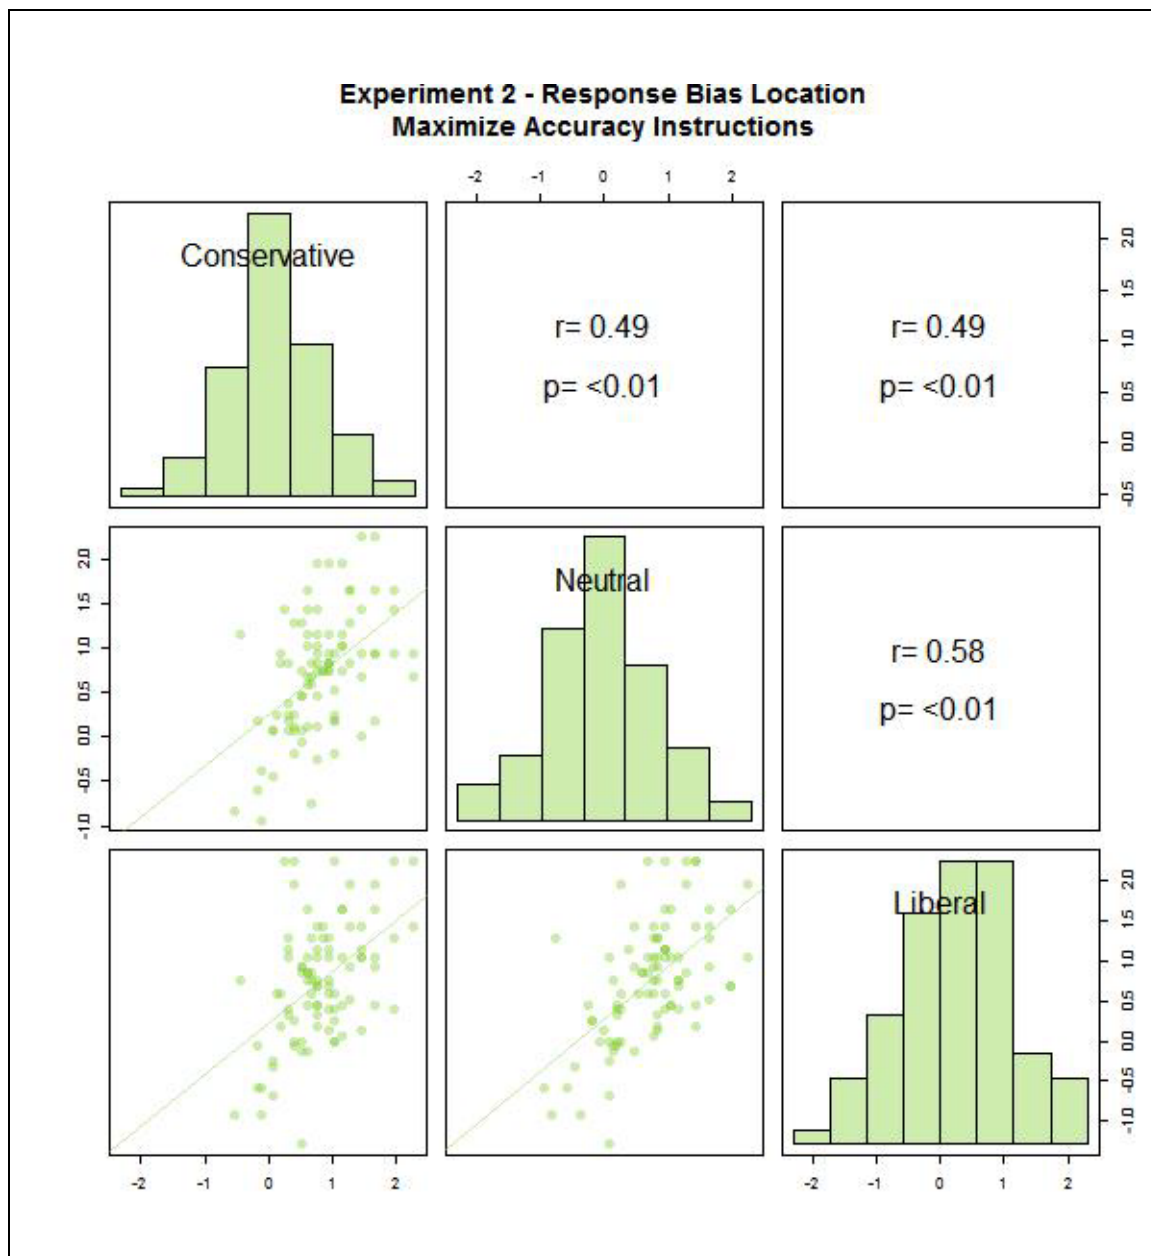 Experiment 2 - Response Bias Location
Maximize Accuracy Instructions
-2 -1 0 1 2
Conservative
r= 0.49
p= <0.01
r= 0.49
p= <0.01
2.0
1.5
1.0
0.5
0.0
-0.5
2.0
1.5
1.0
0.5
0.0
-0.5
-1.0
Neutral
r= 0.58
p= <0.01
Liberal
2.0
1.5
1.0
0.5
0.0
-0.5
-1.0
-2 -1 0 1 2
-2 -1 0 1 2